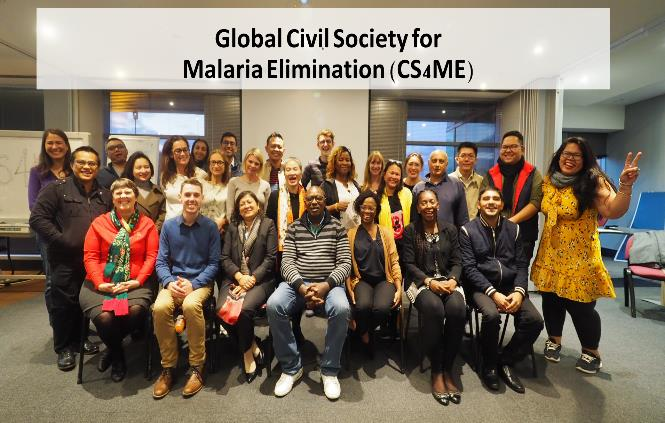 Global Civil Society for
Malaria Elimination (CS4ME)